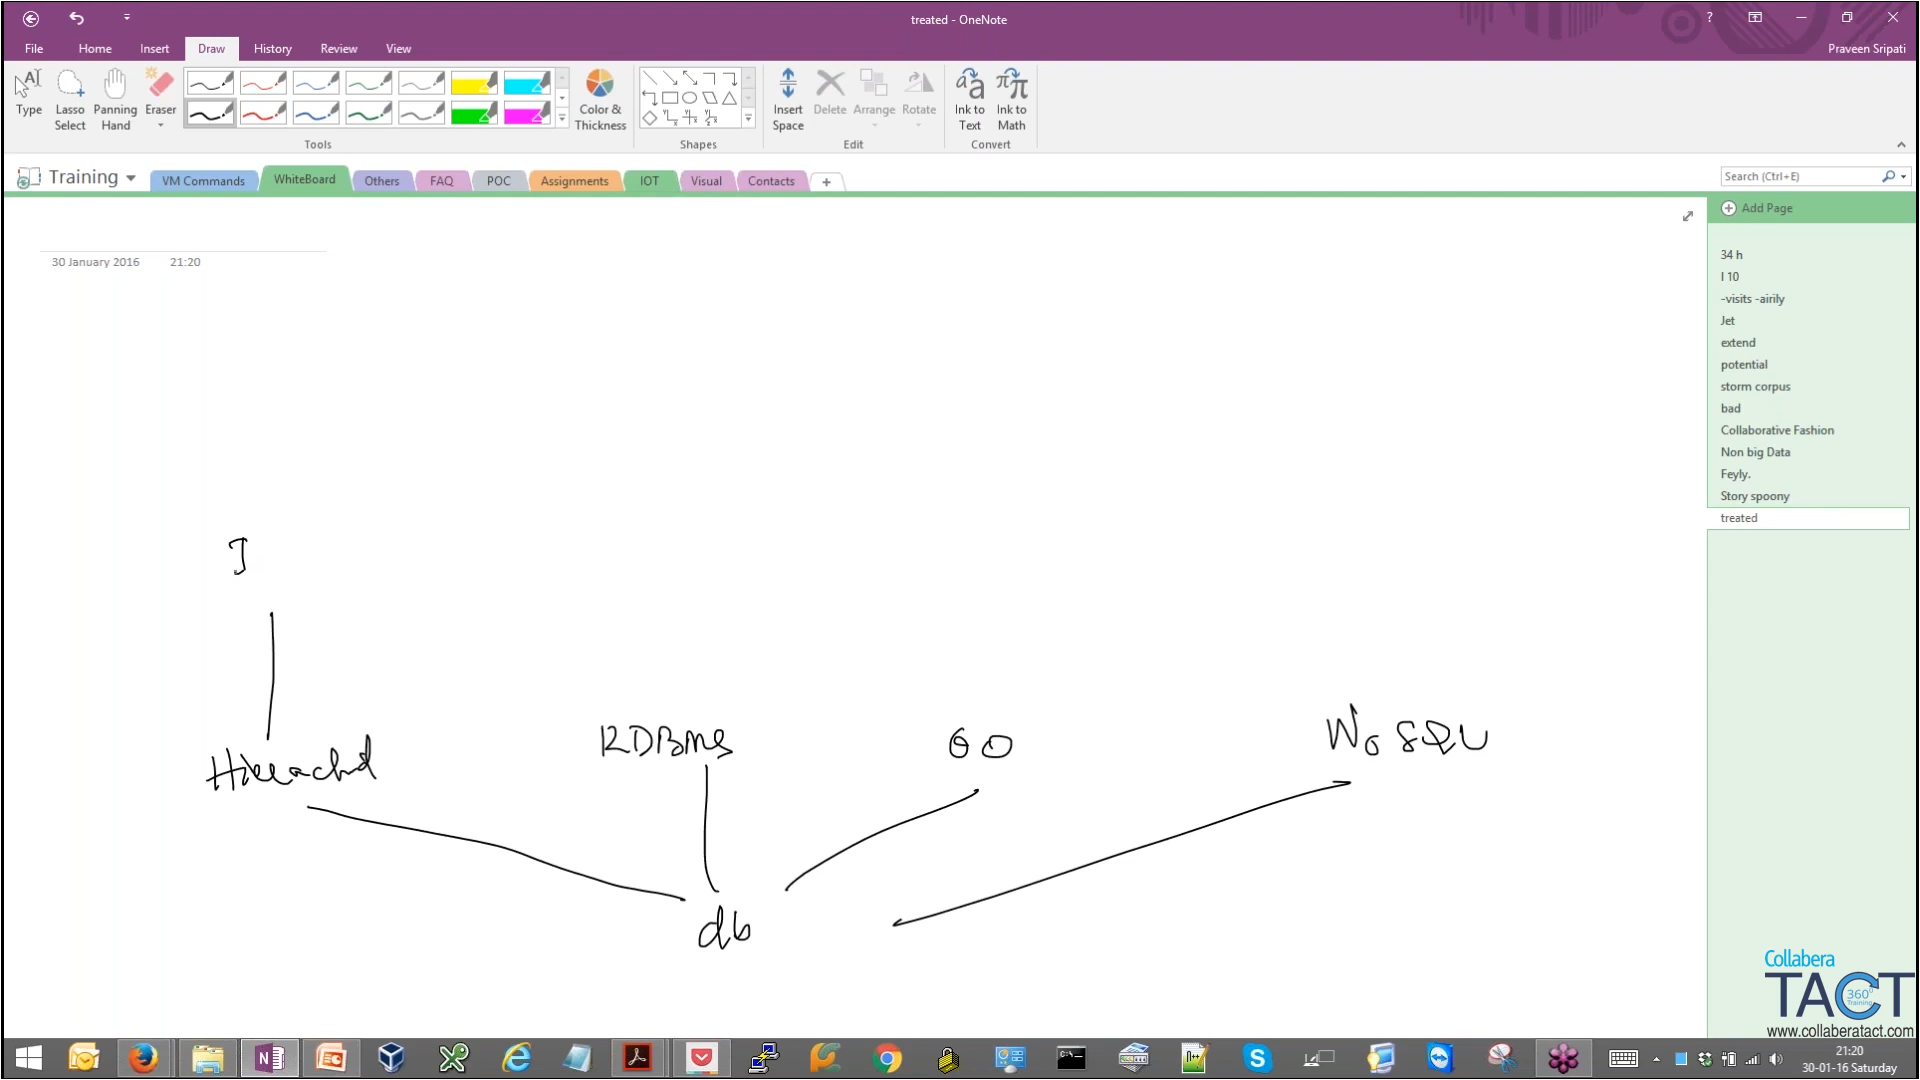 treated - OneNote
?
File Home Insert Draw History Review View
Praveen Sripati
Type
Lasso Select
Panning Hand
Eraser
Color & Thickness
Insert Space
Delete
Arrange
Rotate
Ink to Text
Ink to Math
Tools
Shapes
Edit
Convert
Training
VM Commands WhiteBoard Others FAQ POC Assignments IOT Visual Contacts +
Search (Ctrl+E)
Add Page
30 January 2016 21:20
34 h
I 10
-visits -airily
Jet
extend
potential
storm corpus
bad
Collaborative Fashion
Non big Data
Feyly.
Story spoony
treated
I
RDBMS OO No SQL
db
Collabera
TACT
360° Training
www.collaberatact.com
21:20
30-01-16 Saturday